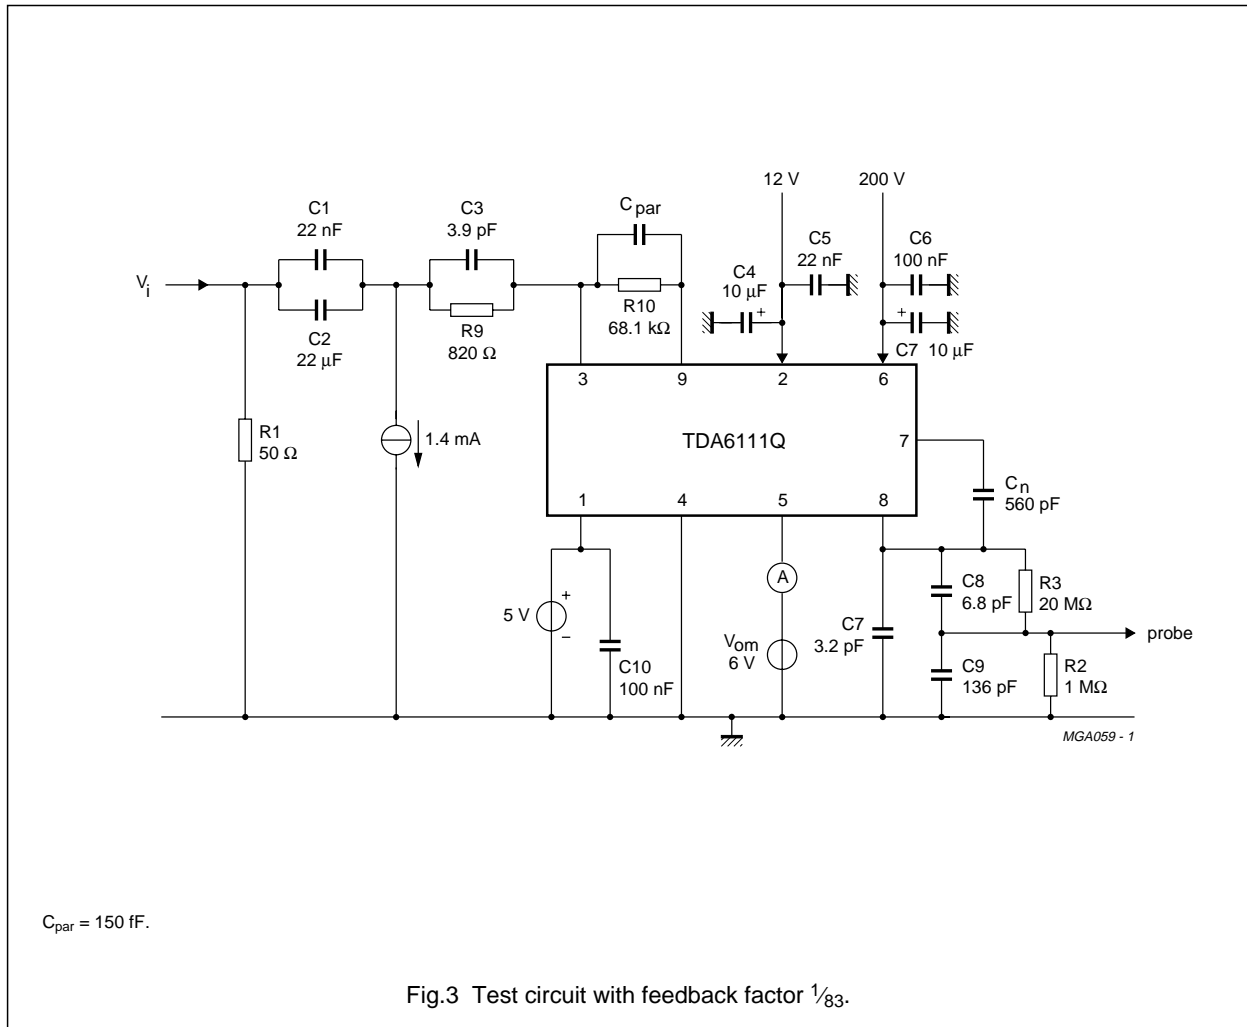 12 V
200 V
C par
C1
22 nF
C3
3.9 pF
C5
22 nF
C6
100 nF
C4
10 µF
+
Vi
R10
68.1 kΩ
+
C7
10 µF
C2
22 µF
R9
820 Ω
3
9
2
6
R1
50 Ω
1.4 mA
TDA6111Q
7
Cn
560 pF
1
4
5
8
A
C8
6.8 pF
R3
20 MΩ
5 V
+
–
C7
3.2 pF
probe
Vom
6 V
C10
100 nF
C9
136 pF
R2
1 MΩ
MGA059 - 1
Cpar = 150 fF.
Fig.3 Test circuit with feedback factor 1⁄83.